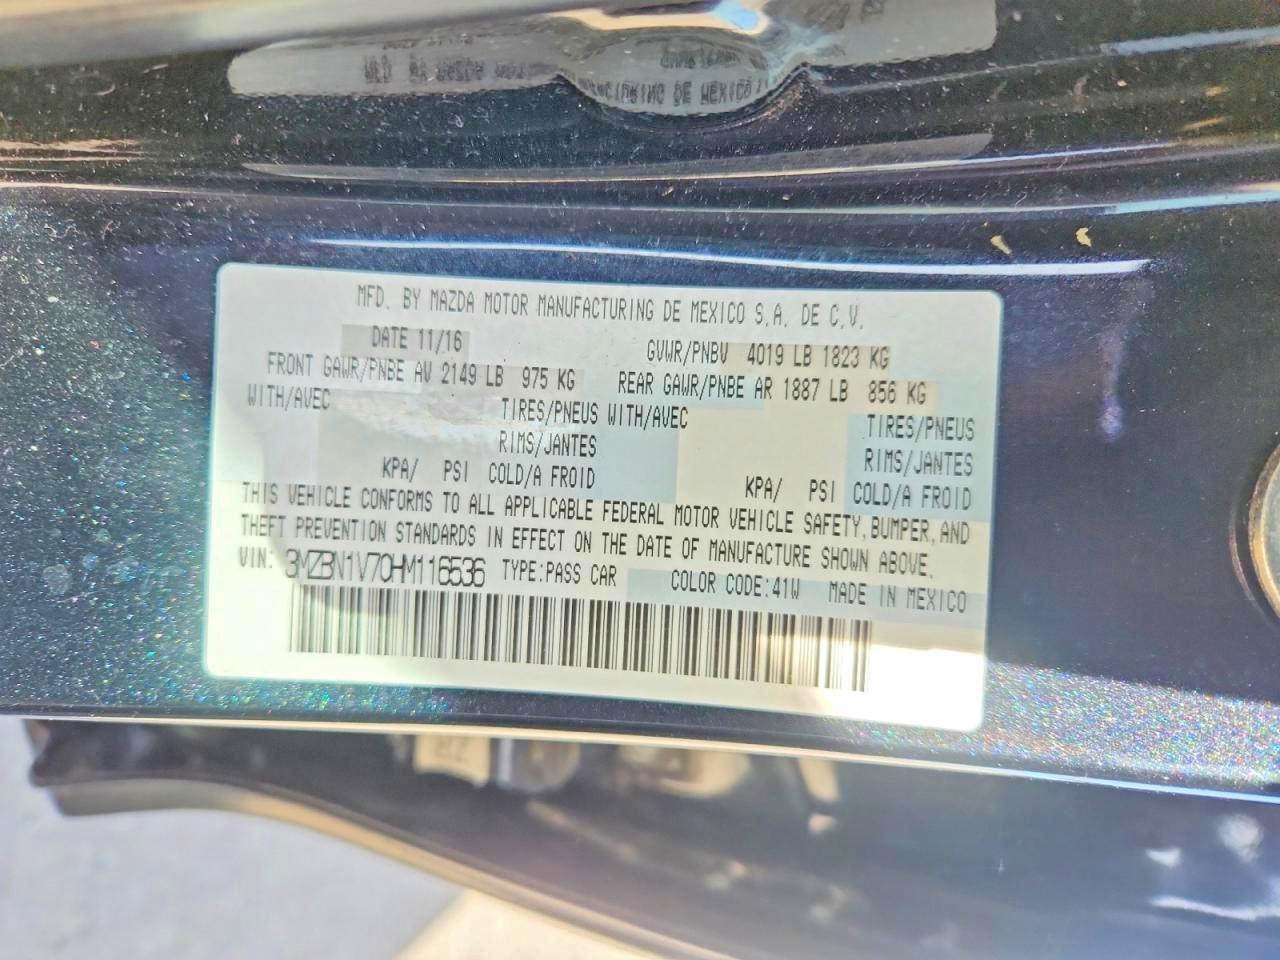 MFD. BY MAZDA MOTOR MANUFACTURING DE MEXICO S.A. DE C.V.
DATE 11/16 GVWR/PNBV 4019 LB 1823 KG
FRONT GAWR/PNBE AV 2149 LB 975 KG REAR GAWR/PNBE AR 1887 LB 856 KG
WITH/AVEC TIRES/PNEUS WITH/AVEC TIRES/PNEUS
RIMS/JANTES RIMS/JANTES
KPA/ PSI COLD/A FROID KPA/ PSI COLD/A FROID
THIS VEHICLE CONFORMS TO ALL APPLICABLE FEDERAL MOTOR VEHICLE SAFETY, BUMPER, AND
THEFT PREVENTION STANDARDS IN EFFECT ON THE DATE OF MANUFACTURE SHOWN ABOVE.
VIN: 3MZBN1V70HM116536 TYPE:PASS CAR COLOR CODE:41W MADE IN MEXICO